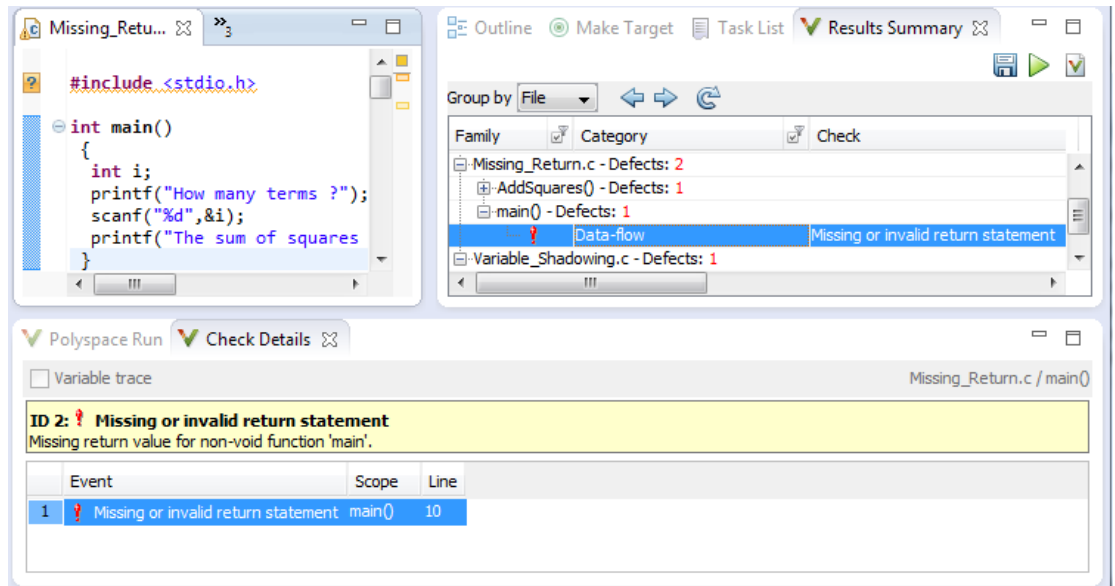 Missing_Retu... »3
#include <stdio.h>
int main()
{
int i;
printf("How many terms ?");
scanf("%d",&i);
printf("The sum of squares
}
Outline Make Target Task List Results Summary
Group by File
Family Category Check
Missing_Return.c - Defects: 2
AddSquares() - Defects: 1
main() - Defects: 1
Data-flow Missing or invalid return statement
Variable_Shadowing.c - Defects: 1
Polyspace Run Check Details
Variable trace Missing_Return.c / main()
ID 2: ! Missing or invalid return statement
Missing return value for non-void function 'main'.
Event Scope Line
1 ! Missing or invalid return statement main() 10